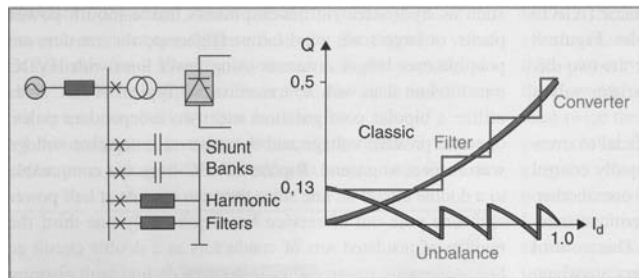 Shunt
Banks
Harmonic
Filters
Q
0,5
Converter
Classic
Filter
0,13
I_d
1.0
Unbalance